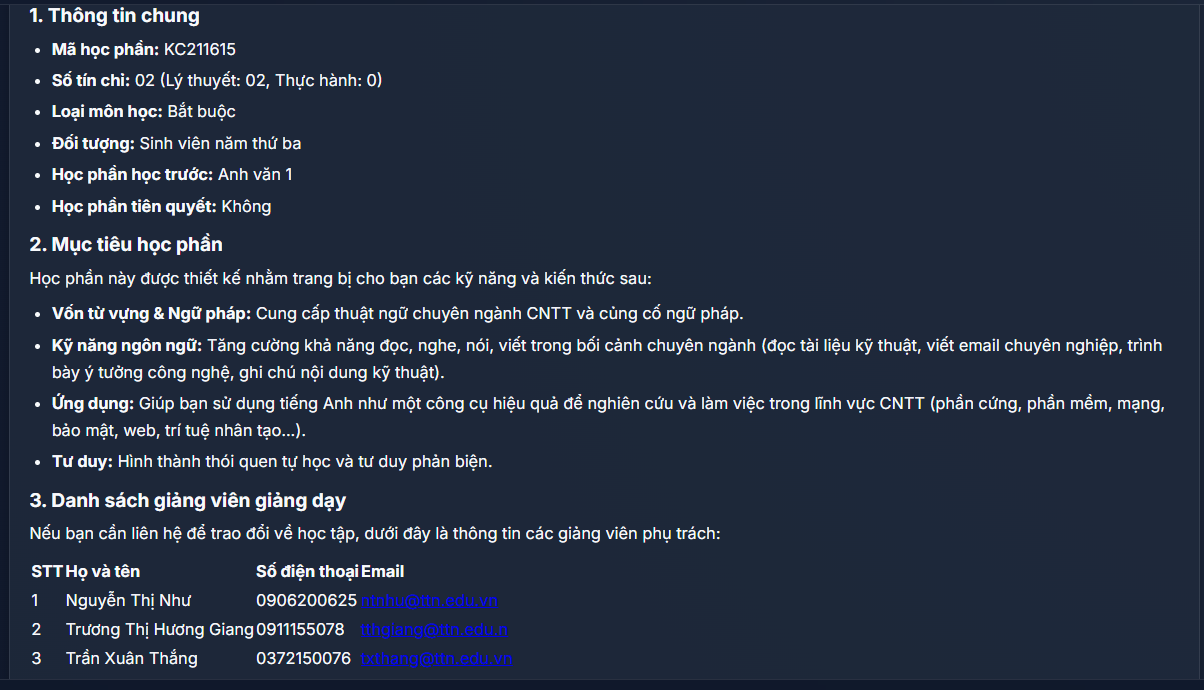 1. Thông tin chung
• Mã học phần: KC211615
• Số tín chỉ: 02 (Lý thuyết: 02, Thực hành: 0)
• Loại môn học: Bắt buộc
• Đối tượng: Sinh viên năm thứ ba
• Học phần học trước: Anh văn 1
• Học phần tiên quyết: Không
2. Mục tiêu học phần
Học phần này được thiết kế nhằm trang bị cho bạn các kỹ năng và kiến thức sau:
• Vốn từ vựng & Ngữ pháp: Cung cấp thuật ngữ chuyên ngành CNTT và củng cố ngữ pháp.
• Kỹ năng ngôn ngữ: Tăng cường khả năng đọc, nghe, nói, viết trong bối cảnh chuyên ngành (đọc tài liệu kỹ thuật, viết email chuyên nghiệp, trình
bày ý tưởng công nghệ, ghi chú nội dung kỹ thuật).
• Ứng dụng: Giúp bạn sử dụng tiếng Anh như một công cụ hiệu quả để nghiên cứu và làm việc trong lĩnh vực CNTT (phần cứng, phần mềm, mạng,
bảo mật, web, trí tuệ nhân tạo...).
• Tư duy: Hình thành thói quen tự học và tư duy phản biện.
3. Danh sách giảng viên giảng dạy
Nếu bạn cần liên hệ để trao đổi về học tập, dưới đây là thông tin các giảng viên phụ trách:
STT Họ và tên Số điện thoại Email
1 Nguyễn Thị Như 0906200625 ntnhu@ttn.edu.vn
2 Trương Thị Hương Giang 0911155078 tthgiang@ttn.edu.n
3 Trần Xuân Thắng 0372150076 txthang@ttn.edu.vn